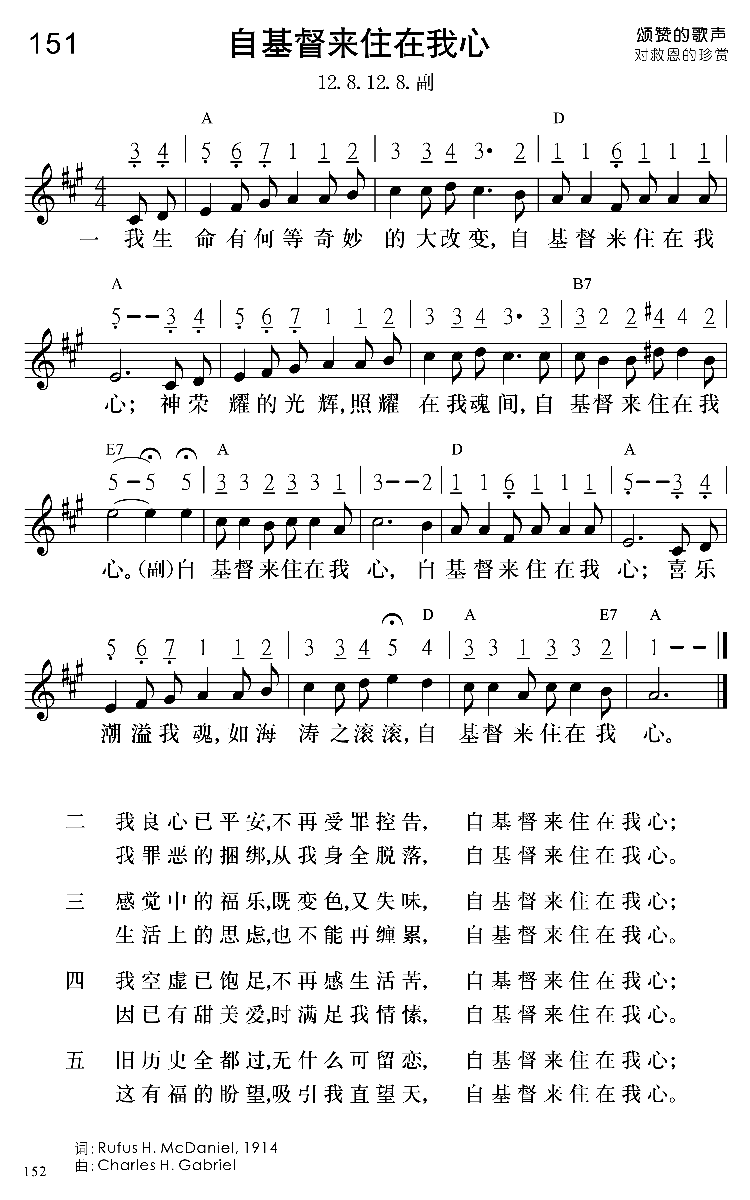 151
自基督来住在我心
颂赞的歌声
对救恩的珍赏
12. 8. 12. 8. 副
A D
3 4 | 5 6 7 1 1 2 | 3 3 4 3· 2 | 1 1 6 1 1 1 |
4 4
一 我生 命有何等奇妙 的大改变,自 基督来住在我
A B7
5 – – 3 4 | 5 6 7 1 1 2 | 3 3 4 3· 3 | 3 2 2 #4 4 2 |
心; 神荣 耀的光辉,照耀 在我魂间,自 基督来住在我
E7 A D A
5 – 5 5 | 3 3 2 3 3 1 | 3 – – 2 | 1 1 6 1 1 1 | 5 – – 3 4 |
心。(副)自 基督来住在我 心, 自 基督来住在我 心; 喜乐
D A E7 A
5 6 7 1 1 2 | 3 3 4 5 4 | 3 3 1 3 3 2 | 1 – – |
潮溢我魂,如海 涛之滚滚,自 基督来住在我 心。
二 我良心已平安,不再受罪控告, 自基督来住在我心;
我罪恶的捆绑,从我身全脱落, 自基督来住在我心。
三 感觉中的福乐,既变色,又失味, 自基督来住在我心;
生活上的思虑,也不能再缠累, 自基督来住在我心。
四 我空虚已饱足,不再感生活苦, 自基督来住在我心;
因已有甜美爱,时满足我情愫, 自基督来住在我心。
五 旧历史全都过,无什么可留恋, 自基督来住在我心;
这有福的盼望,吸引我直望天, 自基督来住在我心。
词: Rufus H. McDaniel, 1914
曲: Charles H. Gabriel
152